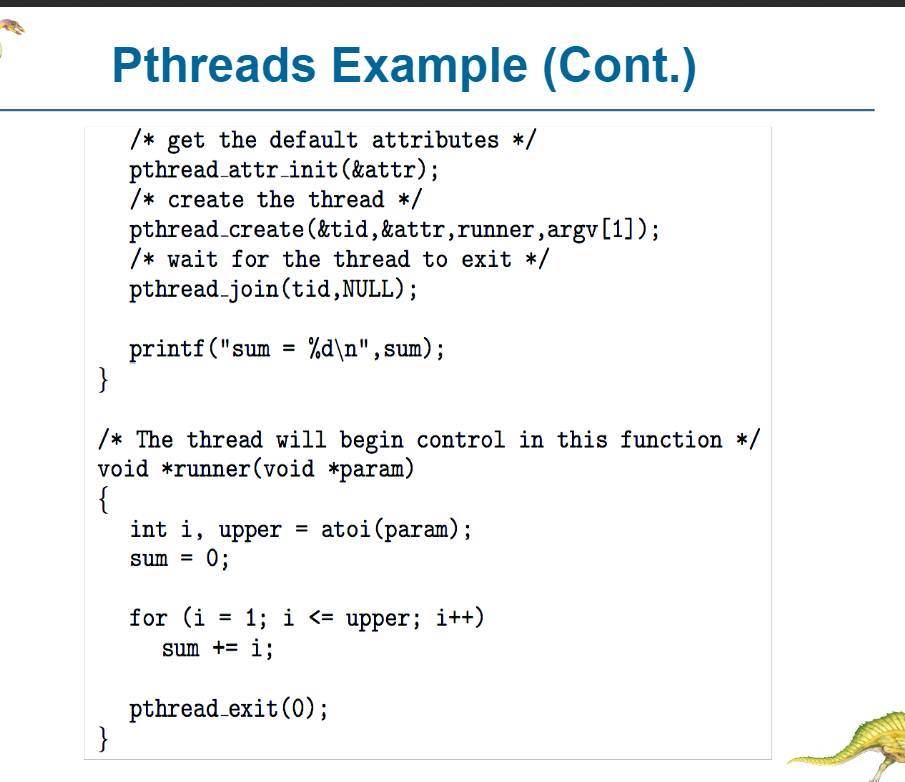 Pthreads Example (Cont.)
/* get the default attributes */
pthread_attr_init(&attr);
/* create the thread */
pthread_create(&tid,&attr,runner,argv[1]);
/* wait for the thread to exit */
pthread_join(tid,NULL);
printf("sum = %d\n",sum);
}
/* The thread will begin control in this function */
void *runner(void *param)
{
int i, upper = atoi(param);
sum = 0;
for (i = 1; i <= upper; i++)
sum += i;
pthread_exit(0);
}